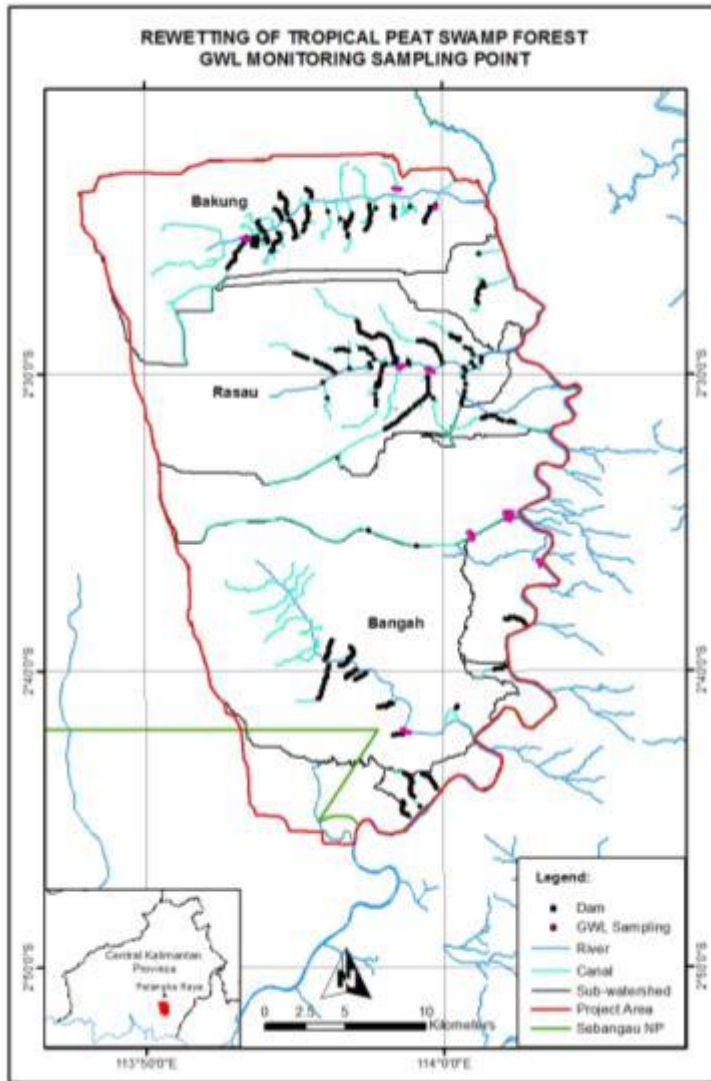 REWETTING OF TROPICAL PEAT SWAMP FOREST
GWL MONITORING SAMPLING POINT
Bakung
Rasau
Bangah
2°30'0"S
2°30'0"S
2°40'0"S
2°40'0"S
2°50'0"S
2°50'0"S
Legend:
Dam
GWL Sampling
River
Canal
Sub-watershed
Project Area
Sebangau NP
Central Kalimantan
Province
Palangka Raya
N
0 2.5 5 10
Kilometers
113°50'0"E
114°0'0"E